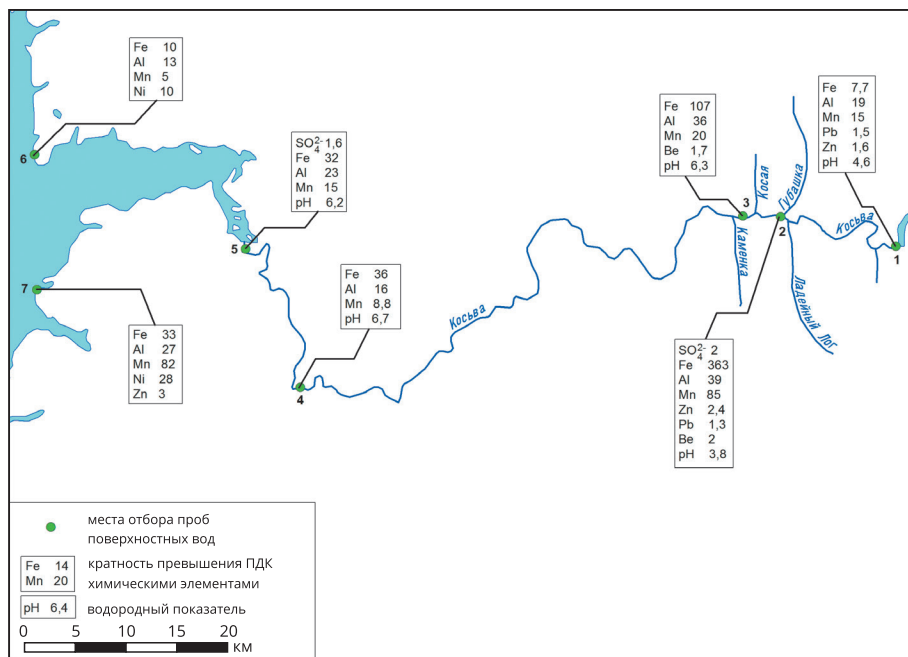 Fe 10
Al 13
Mn 5
Ni 10
6
SO₄²⁻ 1,6
Fe 32
Al 23
Mn 15
pH 6,2
5
Fe 107
Al 36
Mn 20
Be 1,7
pH 6,3
3
Косая
Губашка
Fe 7,7
Al 19
Mn 15
Pb 1,5
Zn 1,6
pH 4,6
2
Косьва
1
Каменка
Ладейный Лог
7
Fe 33
Al 27
Mn 82
Ni 28
Zn 3
Fe 36
Al 16
Mn 8,8
pH 6,7
4
Косьва
SO₄²⁻ 2
Fe 363
Al 39
Mn 85
Zn 2,4
Pb 1,3
Be 2
pH 3,8
места отбора проб
поверхностных вод
Fe 14
Mn 20
кратность превышения ПДК
химическими элементами
pH 6,4
водородный показатель
0 5 10 15 20
км